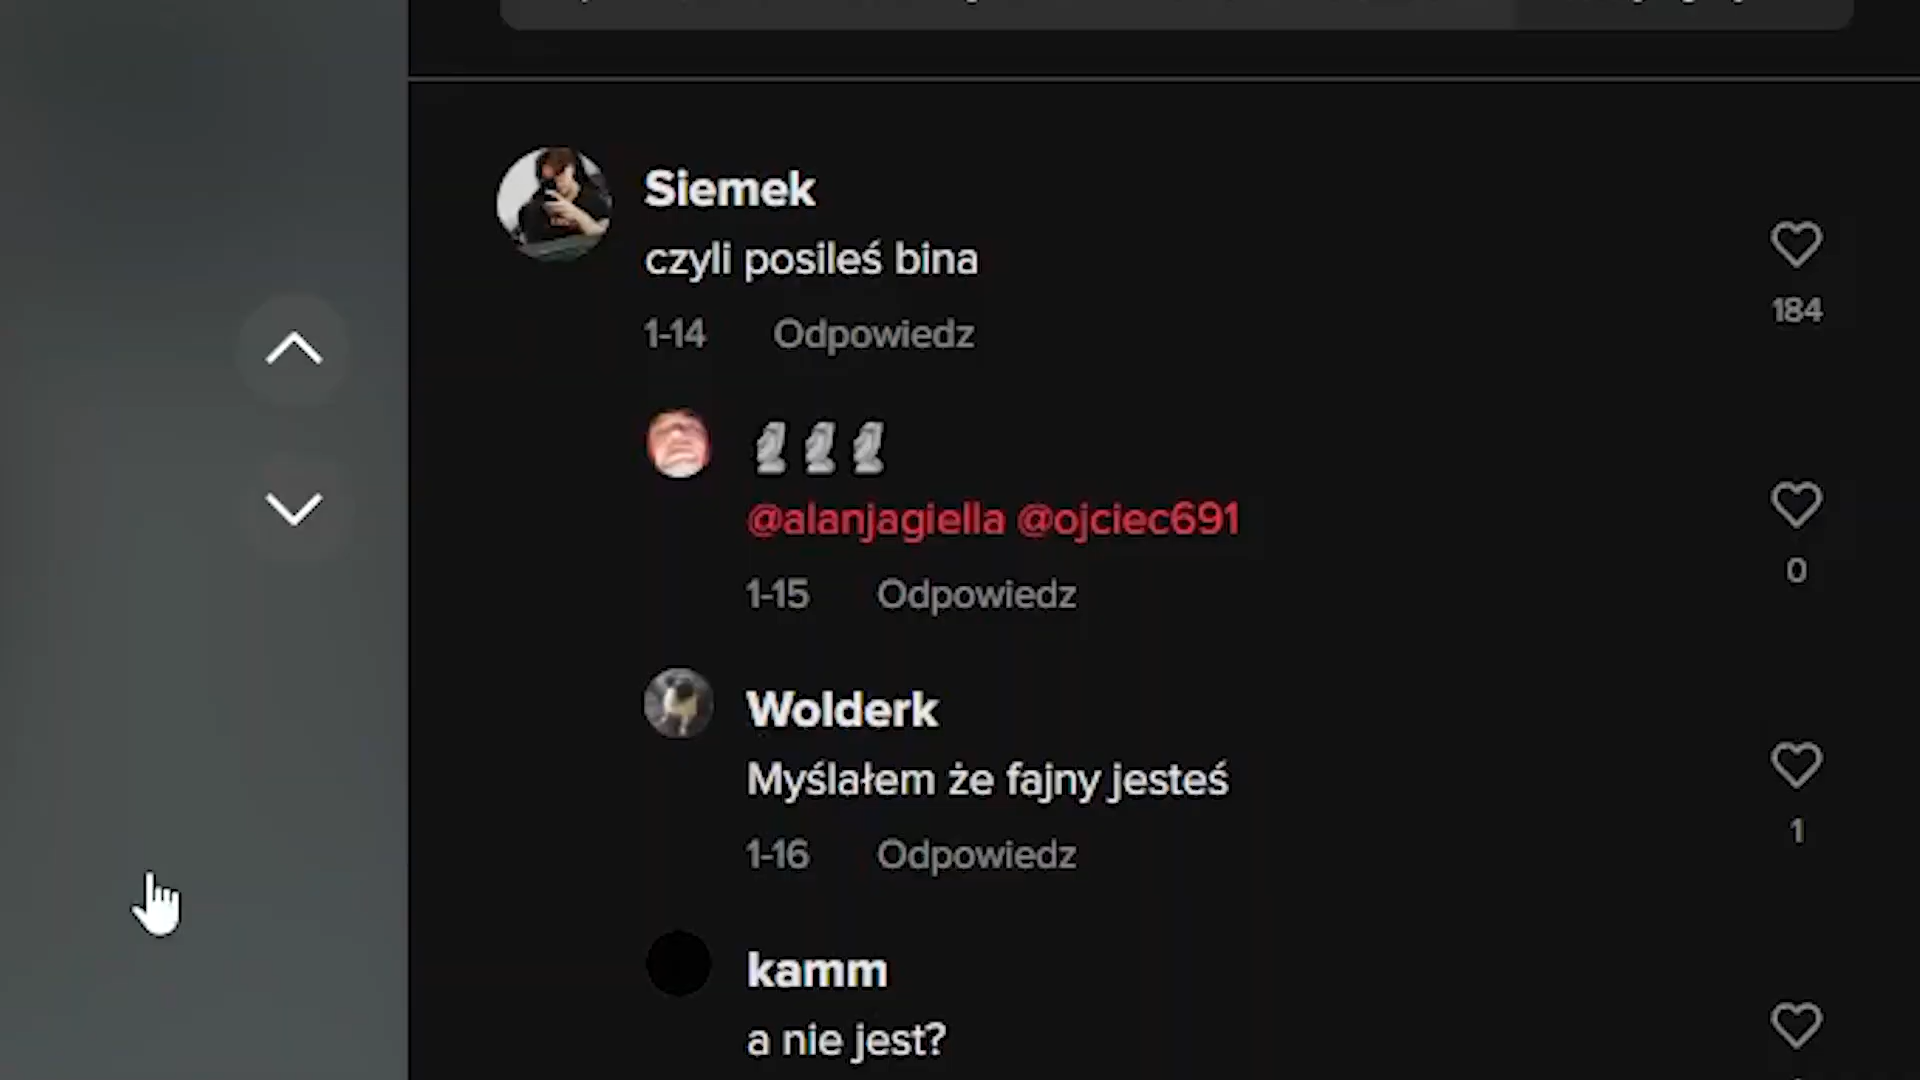 Siemek
czyli posileś bina
184
1-14 Odpowiedz
🗿🗿🗿
@alanjagiella @ojciec691
0
1-15 Odpowiedz
Wolderk
Myślałem że fajny jesteś
1
1-16 Odpowiedz
kamm
a nie jest?